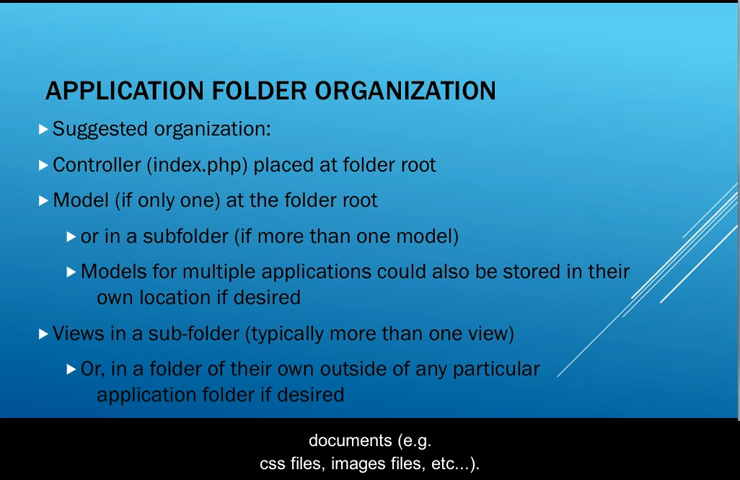 APPLICATION FOLDER ORGANIZATION
Suggested organization:
Controller (index.php) placed at folder root
Model (if only one) at the folder root
or in a subfolder (if more than one model)
Models for multiple applications could also be stored in their
own location if desired
Views in a sub-folder (typically more than one view)
Or, in a folder of their own outside of any particular
application folder if desired
documents (e.g.
css files, images files, etc...).